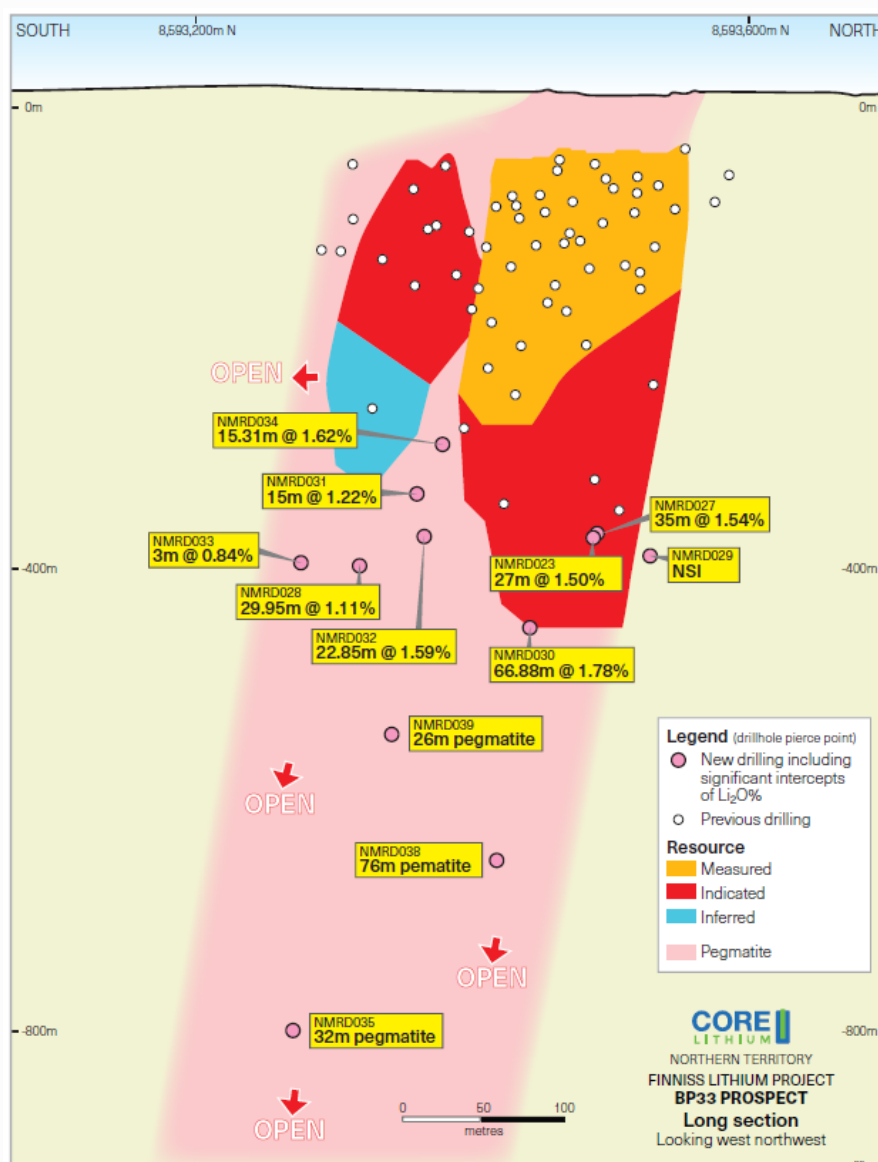 SOUTH
8,593,200m N
8,593,600m N
NORTH
0m
0m
OPEN
NMRD034
15.31m @ 1.62%
NMRD031
15m @ 1.22%
NMRD027
35m @ 1.54%
NMRD033
3m @ 0.84%
NMRD023
27m @ 1.50%
NMRD029
NSI
-400m
-400m
NMRD028
29.95m @ 1.11%
NMRD032
22.85m @ 1.59%
NMRD030
66.88m @ 1.78%
NMRD039
26m pegmatite
OPEN
NMRD038
76m pematite
OPEN
NMRD035
32m pegmatite
-800m
-800m
OPEN
0 50 100
metres
Legend (drillhole pierce point)
New drilling including
significant intercepts
of Li₂O%
Previous drilling
Resource
Measured
Indicated
Inferred
Pegmatite
CORE
LITHIUM
NORTHERN TERRITORY
FINNISS LITHIUM PROJECT
BP33 PROSPECT
Long section
Looking west northwest